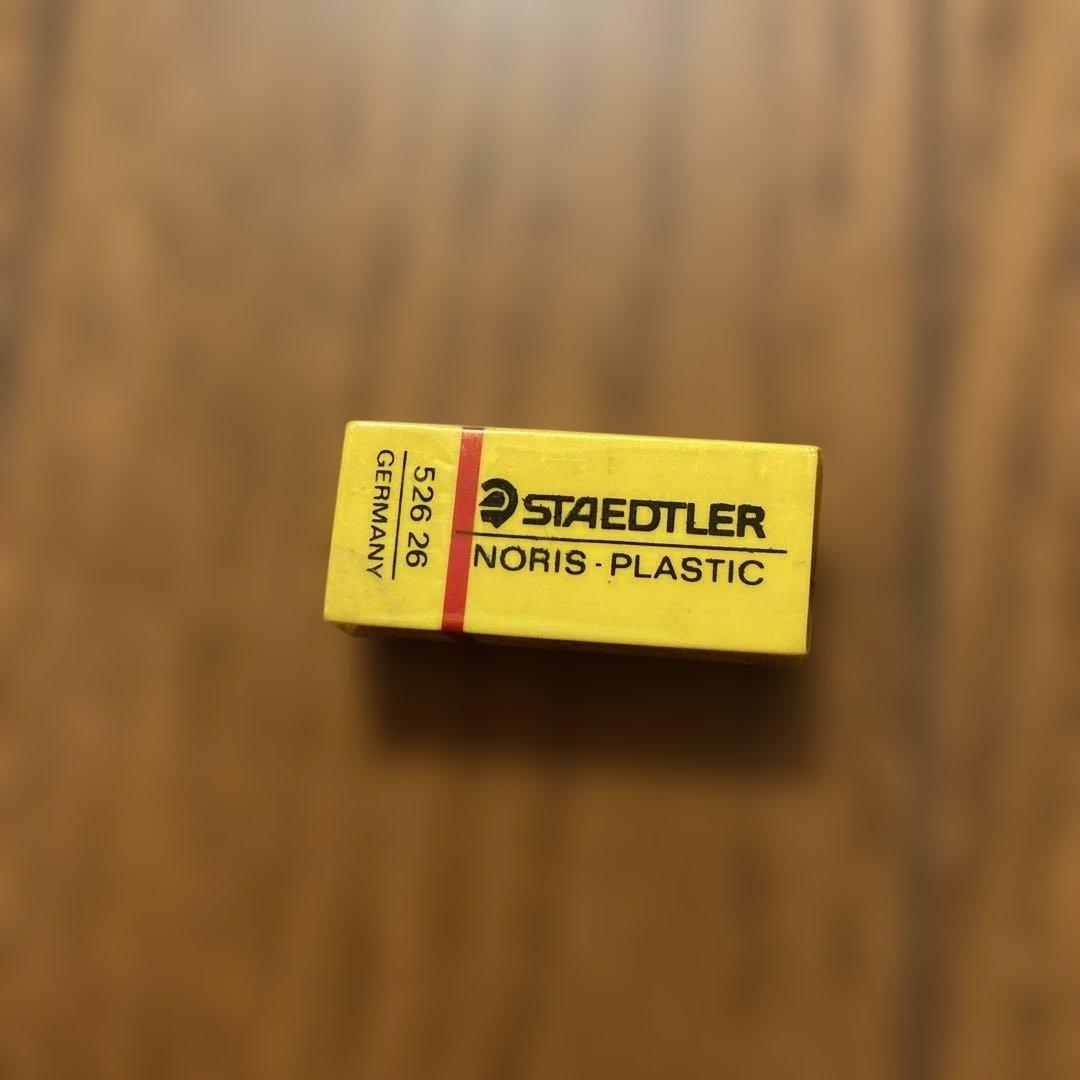 526 26
GERMANY
STAEDTLER
NORIS-PLASTIC